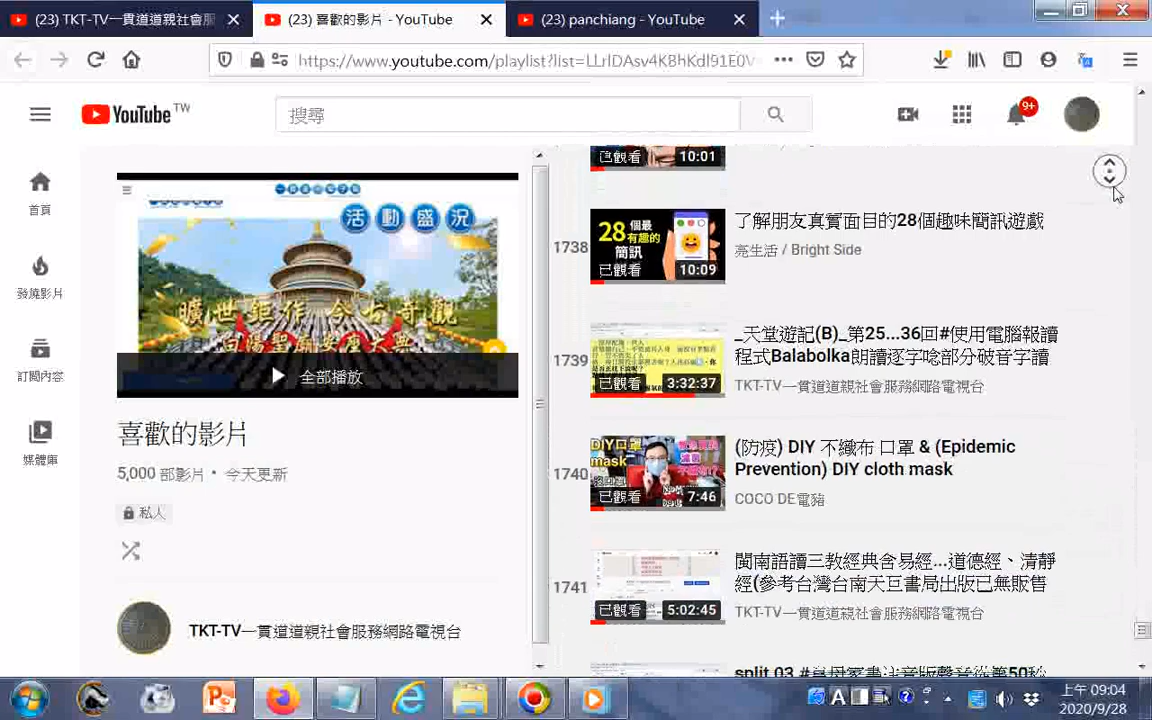 (23) TKT-TV一貫道道親社會服
(23) 喜歡的影片 - YouTube
(23) panchiang - YouTube
https://www.youtube.com/playlist?list=LLrlDAsv4KBhKdl91E0V
YouTube TW
搜尋
9+
首頁
發燒影片
訂閱內容
媒體庫
活動盛況
曠世鉅作 今古奇觀
全部播放
喜歡的影片
5,000 部影片・今天更新
私人
TKT-TV一貫道道親社會服務網路電視台
已觀看
10:01
1738
28個最
有趣的
簡訊
已觀看
10:09
了解朋友真實面目的28個趣味簡訊遊戲
亮生活 / Bright Side
1739
已觀看
3:32:37
_天堂遊記(B)_第25...36回#使用電腦報讀
程式Balabolka朗讀逐字唸部分破音字讀
TKT-TV一貫道道親社會服務網路電視台
1740
DIY口罩
mask
已觀看
7:46
(防疫) DIY 不織布 口罩 & (Epidemic
Prevention) DIY cloth mask
COCO DE電豬
1741
已觀看
5:02:45
閩南語讀三教經典含易經...道德經、清靜
經(參考台灣台南天亘書局出版已無販售
TKT-TV一貫道道親社會服務網路電視台
上午 09:04
2020/9/28